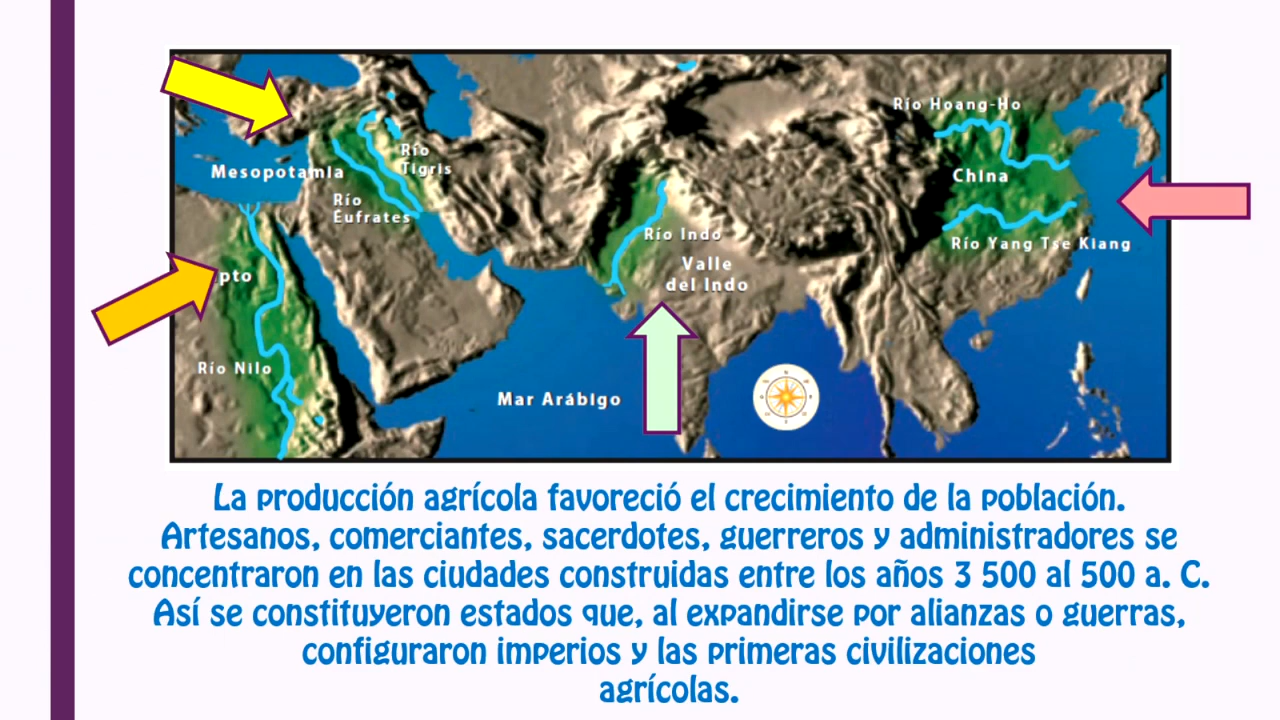 Río Hoang-Ho
Río
Tigris
Mesopotamia
China
Río
Éufrates
Río Indo
Río Yang Tse Kiang
Valle
del Indo
pto
Río Nilo
Mar Arábigo
La producción agrícola favoreció el crecimiento de la población.
Artesanos, comerciantes, sacerdotes, guerreros y administradores se
concentraron en las ciudades construidas entre los años 3 500 al 500 a. C.
Así se constituyeron estados que, al expandirse por alianzas o guerras,
configuraron imperios y las primeras civilizaciones
agrícolas.